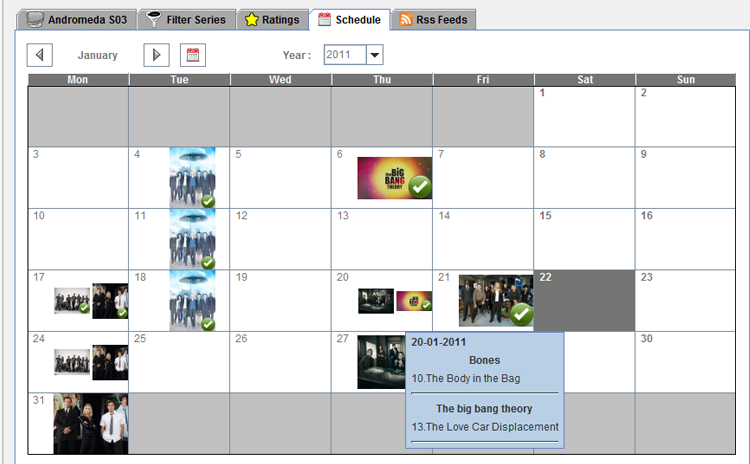 Andromeda S03 Filter Series Ratings Schedule Rss Feeds
January Year : 2011
Mon Tue Wed Thu Fri Sat Sun
1 2
3 4 5 6 7 8 9
the BiG BANG THEORY
10 11 12 13 14 15 16
17 18 19 20 21 22 23
24 25 26 27 30
31
20-01-2011
Bones
10.The Body in the Bag
The big bang theory
13.The Love Car Displacement